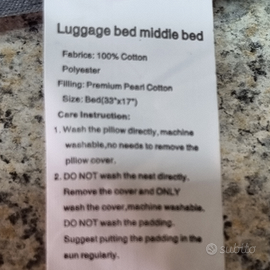 Luggage bed middle bed
Fabrics: 100% Cotton
Polyester
Filling: Premium Pearl Cotton
Size: Bed(33"x17")
Care Instruction:
1. Wash the pillow directly, machine
washable,no needs to remove the
pillow cover.
2. DO NOT wash the nest directly.
Remove the cover and ONLY
wash the cover,machine washable.
DO NOT wash the padding.
Suggest putting the padding in the
sun regularly.
subito